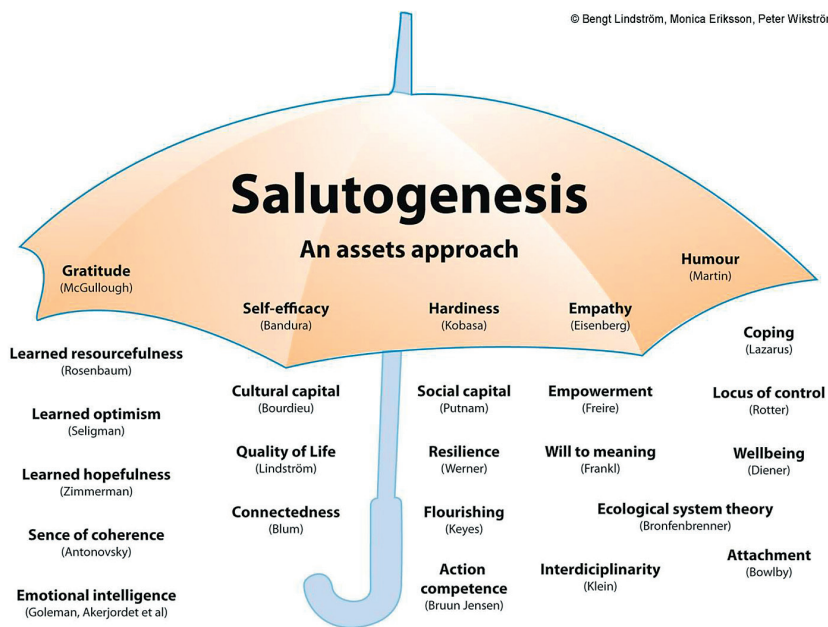 © Bengt Lindström, Monica Eriksson, Peter Wikströ
Salutogenesis
An assets approach
Gratitude
(McGullough)
Humour
(Martin)
Self-efficacy
(Bandura)
Hardiness
(Kobasa)
Empathy
(Eisenberg)
Coping
(Lazarus)
Learned resourcefulness
(Rosenbaum)
Cultural capital
(Bourdieu)
Social capital
(Putnam)
Empowerment
(Freire)
Locus of control
(Rotter)
Learned optimism
(Seligman)
Quality of Life
(Lindström)
Resilience
(Werner)
Will to meaning
(Frankl)
Wellbeing
(Diener)
Learned hopefulness
(Zimmerman)
Connectedness
(Blum)
Flourishing
(Keyes)
Ecological system theory
(Bronfenbrenner)
Sence of coherence
(Antonovsky)
Attachment
(Bowlby)
Action
competence
(Bruun Jensen)
Interdiciplinarity
(Klein)
Emotional intelligence
(Goleman, Akerjordet et al)